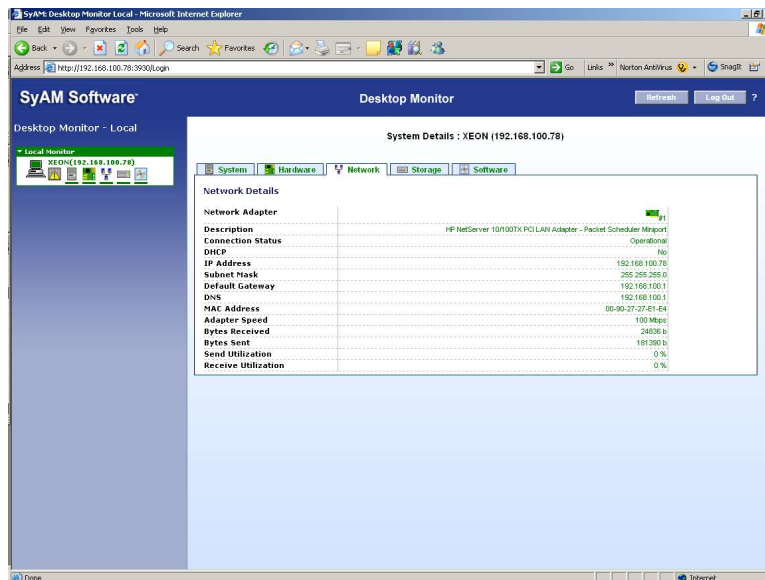 SyAM: Desktop Monitor Local - Microsoft Internet Explorer
File Edit View Favorites Tools Help
Back Search Favorites
Address http://192.168.100.78:3930/Login Go Links » Norton AntiVirus SnagIt
SyAM Software Desktop Monitor Refresh Log Out ?
Desktop Monitor - Local
System Details : XEON (192.168.100.78)
Local Monitor
XEON(192.168.100.78)
System Hardware Network Storage Software
Network Details
Network Adapter #1
Description HP NetServer 10/100TX PCI LAN Adapter - Packet Scheduler Miniport
Connection Status Operational
DHCP No
IP Address 192.168.100.78
Subnet Mask 255.255.255.0
Default Gateway 192.168.100.1
DNS 192.168.100.1
MAC Address 00-90-27-27-E1-E4
Adapter Speed 100 Mbps
Bytes Received 24836 b
Bytes Sent 181390 b
Send Utilization 0 %
Receive Utilization 0 %
Done Internet